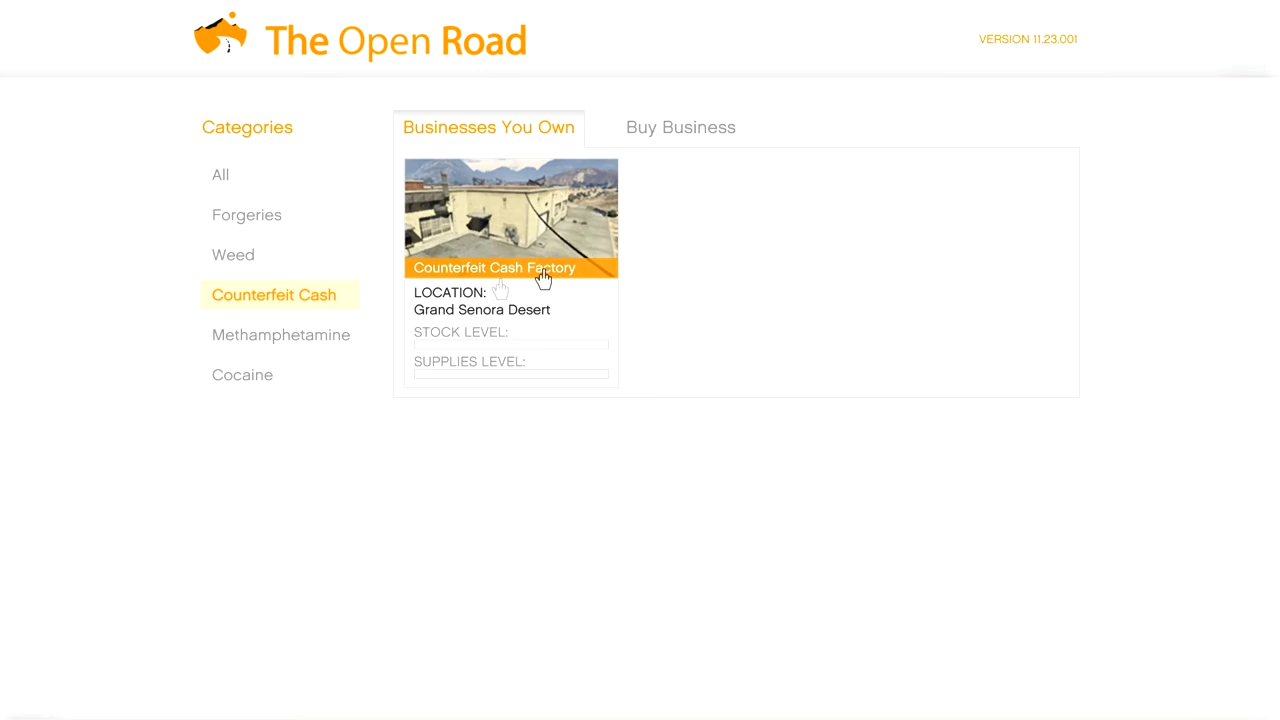 The Open Road
VERSION 11.23.001
Categories
All
Forgeries
Weed
Counterfeit Cash
Methamphetamine
Cocaine
Businesses You Own
Buy Business
Counterfeit Cash Factory
LOCATION:
Grand Senora Desert
STOCK LEVEL:
SUPPLIES LEVEL: